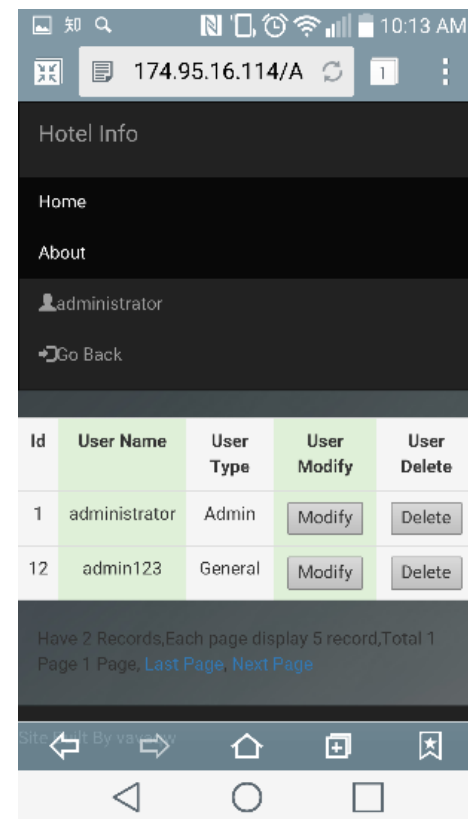 知 10:13 AM
174.95.16.114/A 1
Hotel Info
Home
About
administrator
Go Back
Id User Name User Type User Modify User Delete
1 administrator Admin Modify Delete
12 admin123 General Modify Delete
Have 2 Records,Each page display 5 record,Total 1
Page 1 Page, Last Page, Next Page
Site Built By